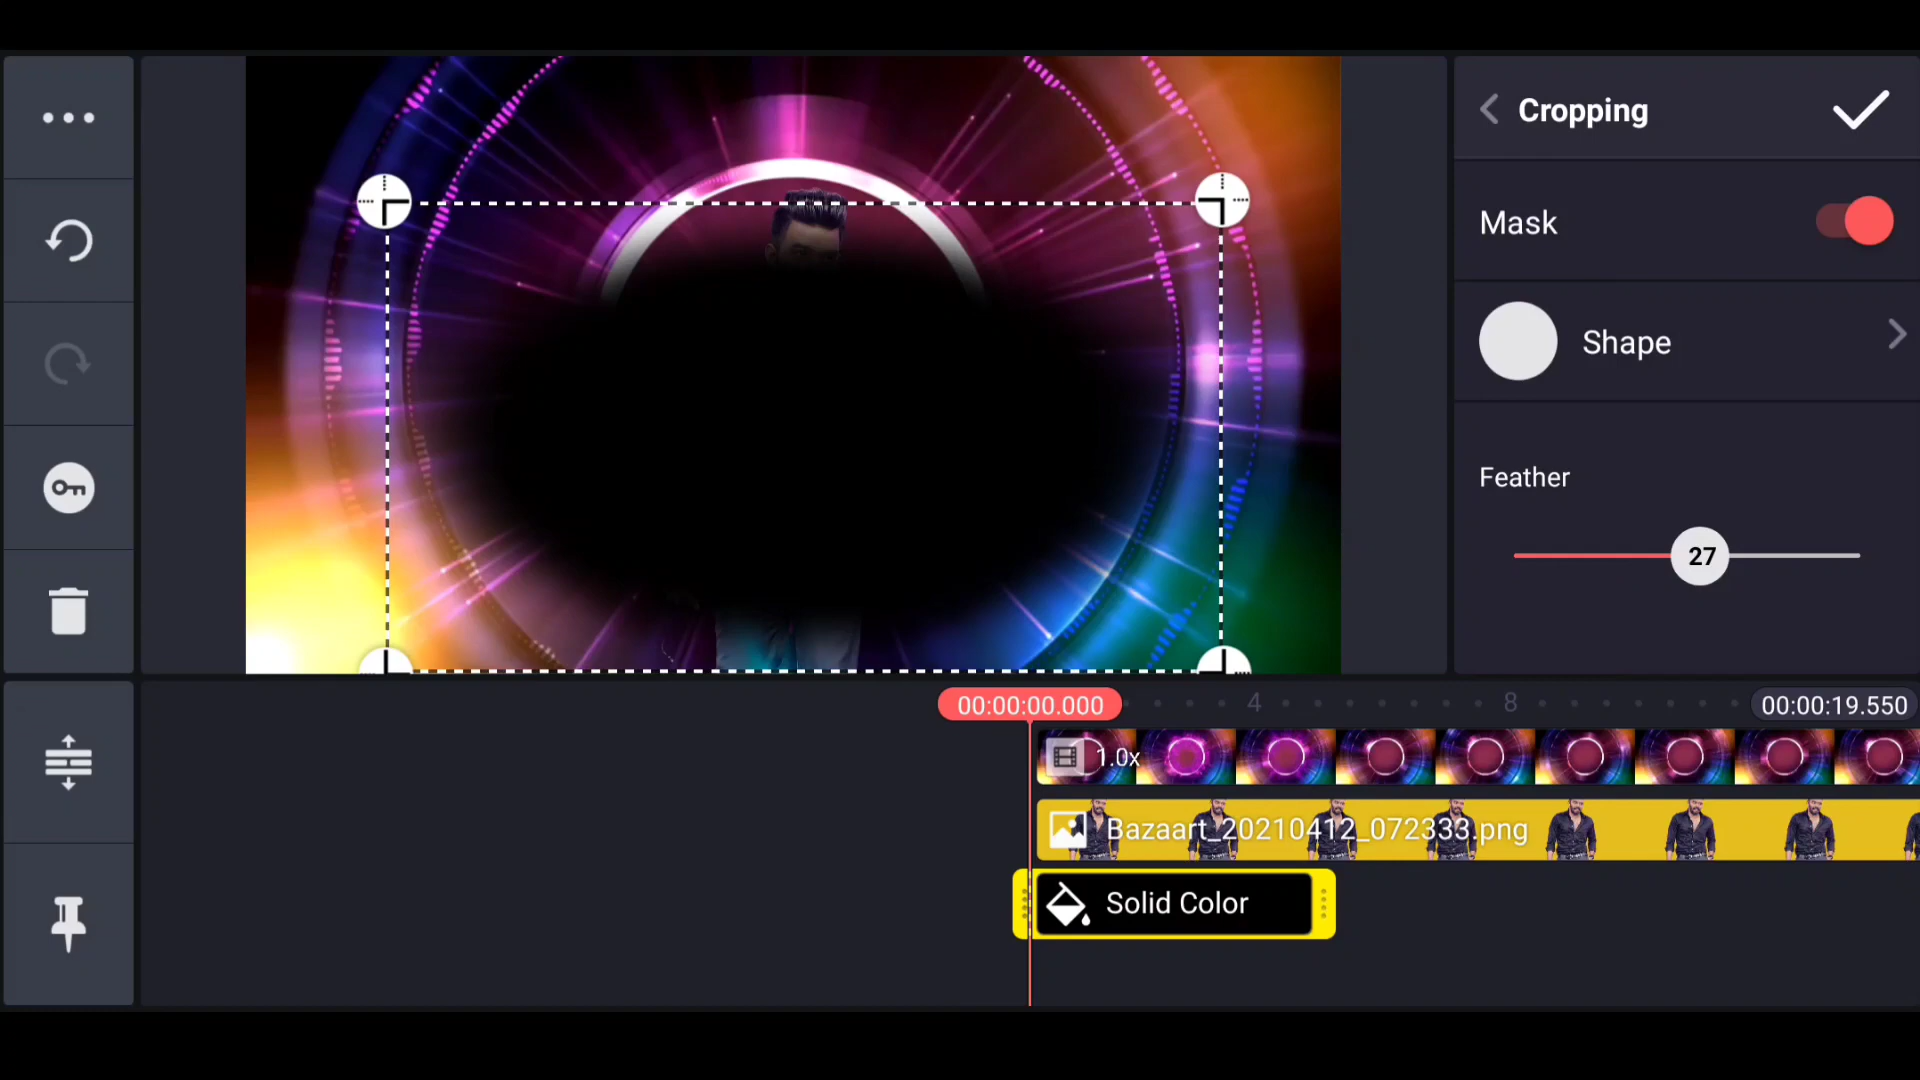 Cropping
Mask
Shape
Feather
27
00:00:00.000
4
8
00:00:19.550
1.0x
Bazaart_20210412_072333.png
Solid Color